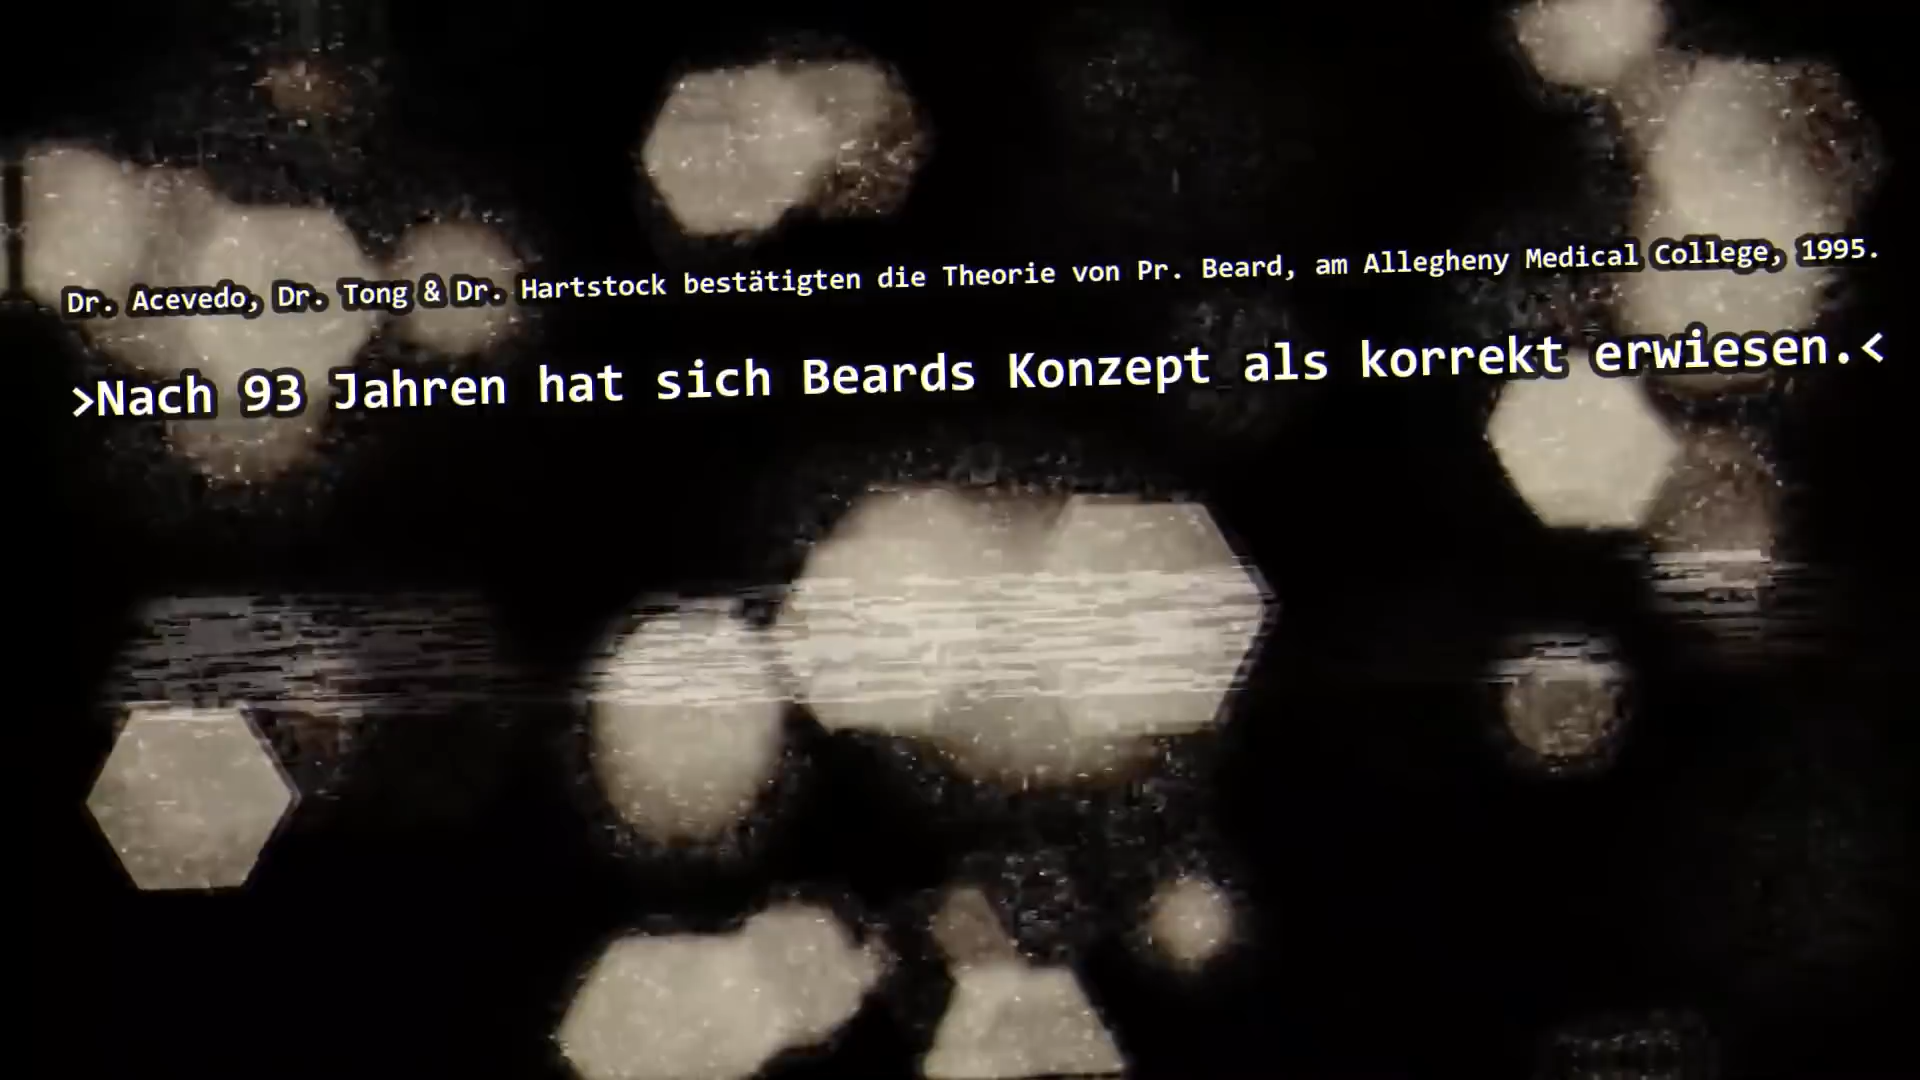 Dr. Acevedo, Dr. Tong & Dr. Hartstock bestätigten die Theorie von Pr. Beard, am Allegheny Medical College, 1995.
>Nach 93 Jahren hat sich Beards Konzept als korrekt erwiesen.<